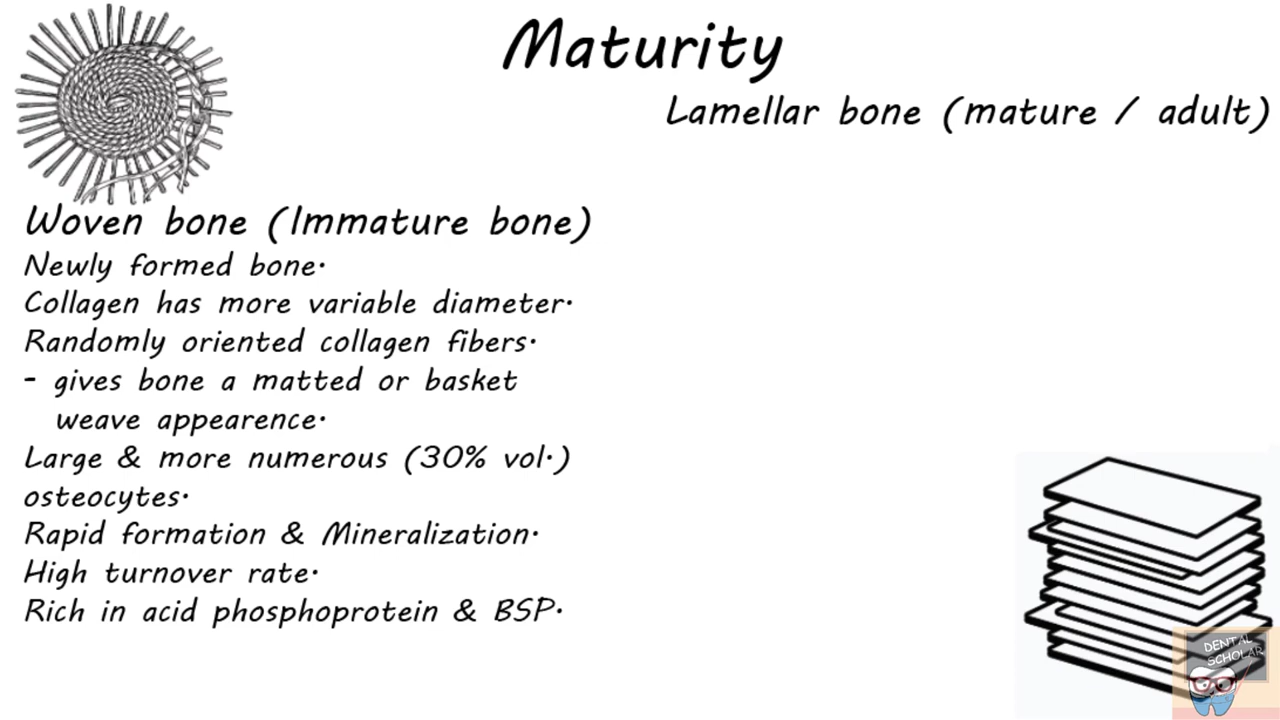 Maturity
Lamellar bone (mature / adult)
Woven bone (Immature bone)
Newly formed bone.
Collagen has more variable diameter.
Randomly oriented collagen fibers.
- gives bone a matted or basket
weave appearence.
Large & more numerous (30% vol.)
osteocytes.
Rapid formation & Mineralization.
High turnover rate.
Rich in acid phosphoprotein & BSP.
DENTAL
SCHOLAR